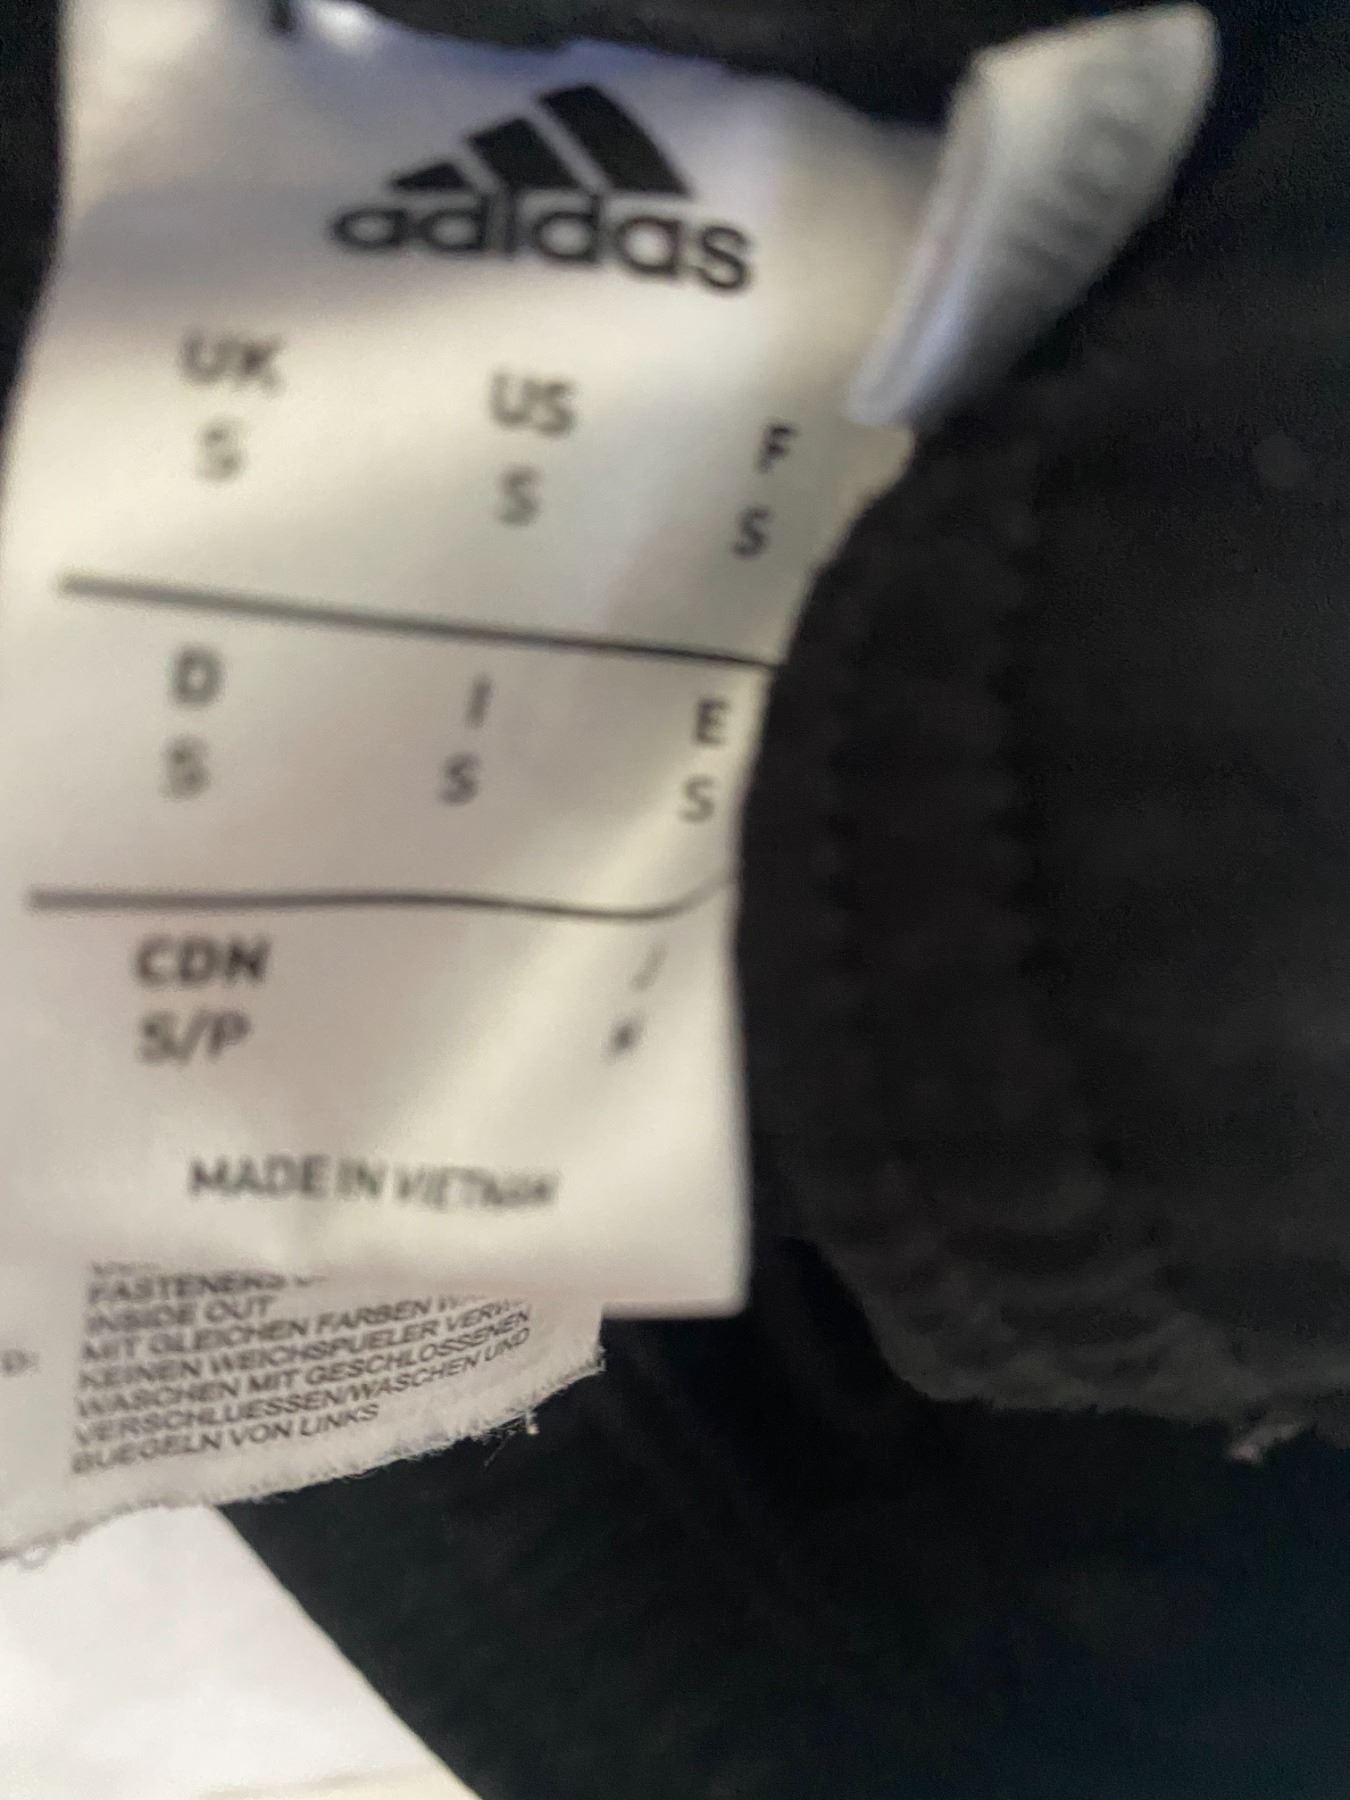 adidas
UK US F
S S S
D I E
S S S
CDN J
S/P
MADE IN VIETNAM
FASTENERS
INSIDE OUT
D: MIT GLEICHEN FARBEN
KEINEN WEICHSPUELER
WASCHEN MIT GESCHLOSSENEN
VERSCHLUESSEN/WASCHEN UND
BUEGELN VON LINKS